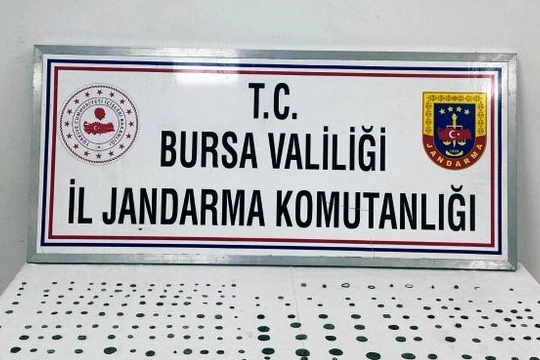 T.C.
BURSA VALİLİĞİ
İL JANDARMA KOMUTANLIĞI
JANDARMA